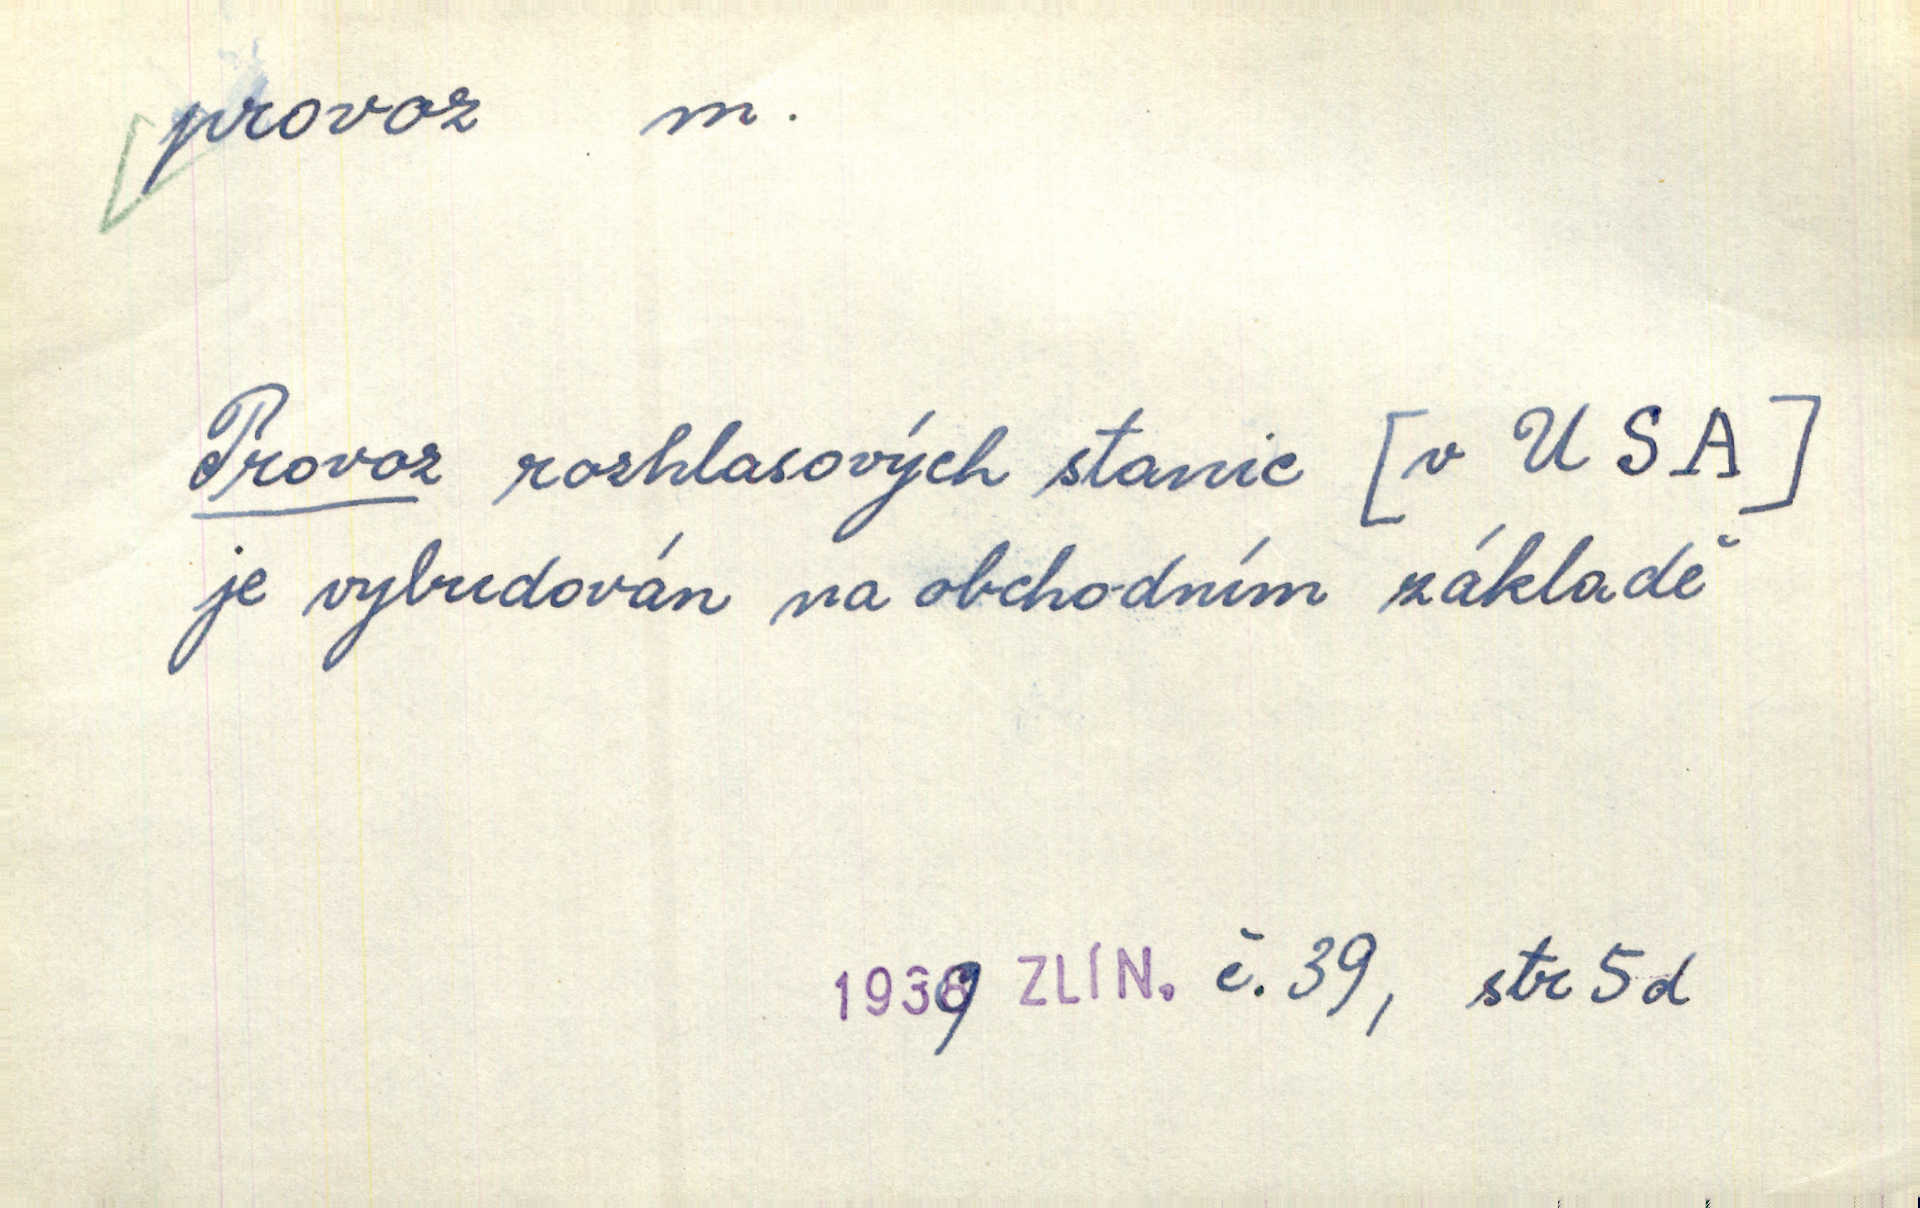 provoz m.
Provoz rozhlasových stanic [v USA]
je vybudován na obchodním základě
1939 ZLÍN. č. 39, str 5d